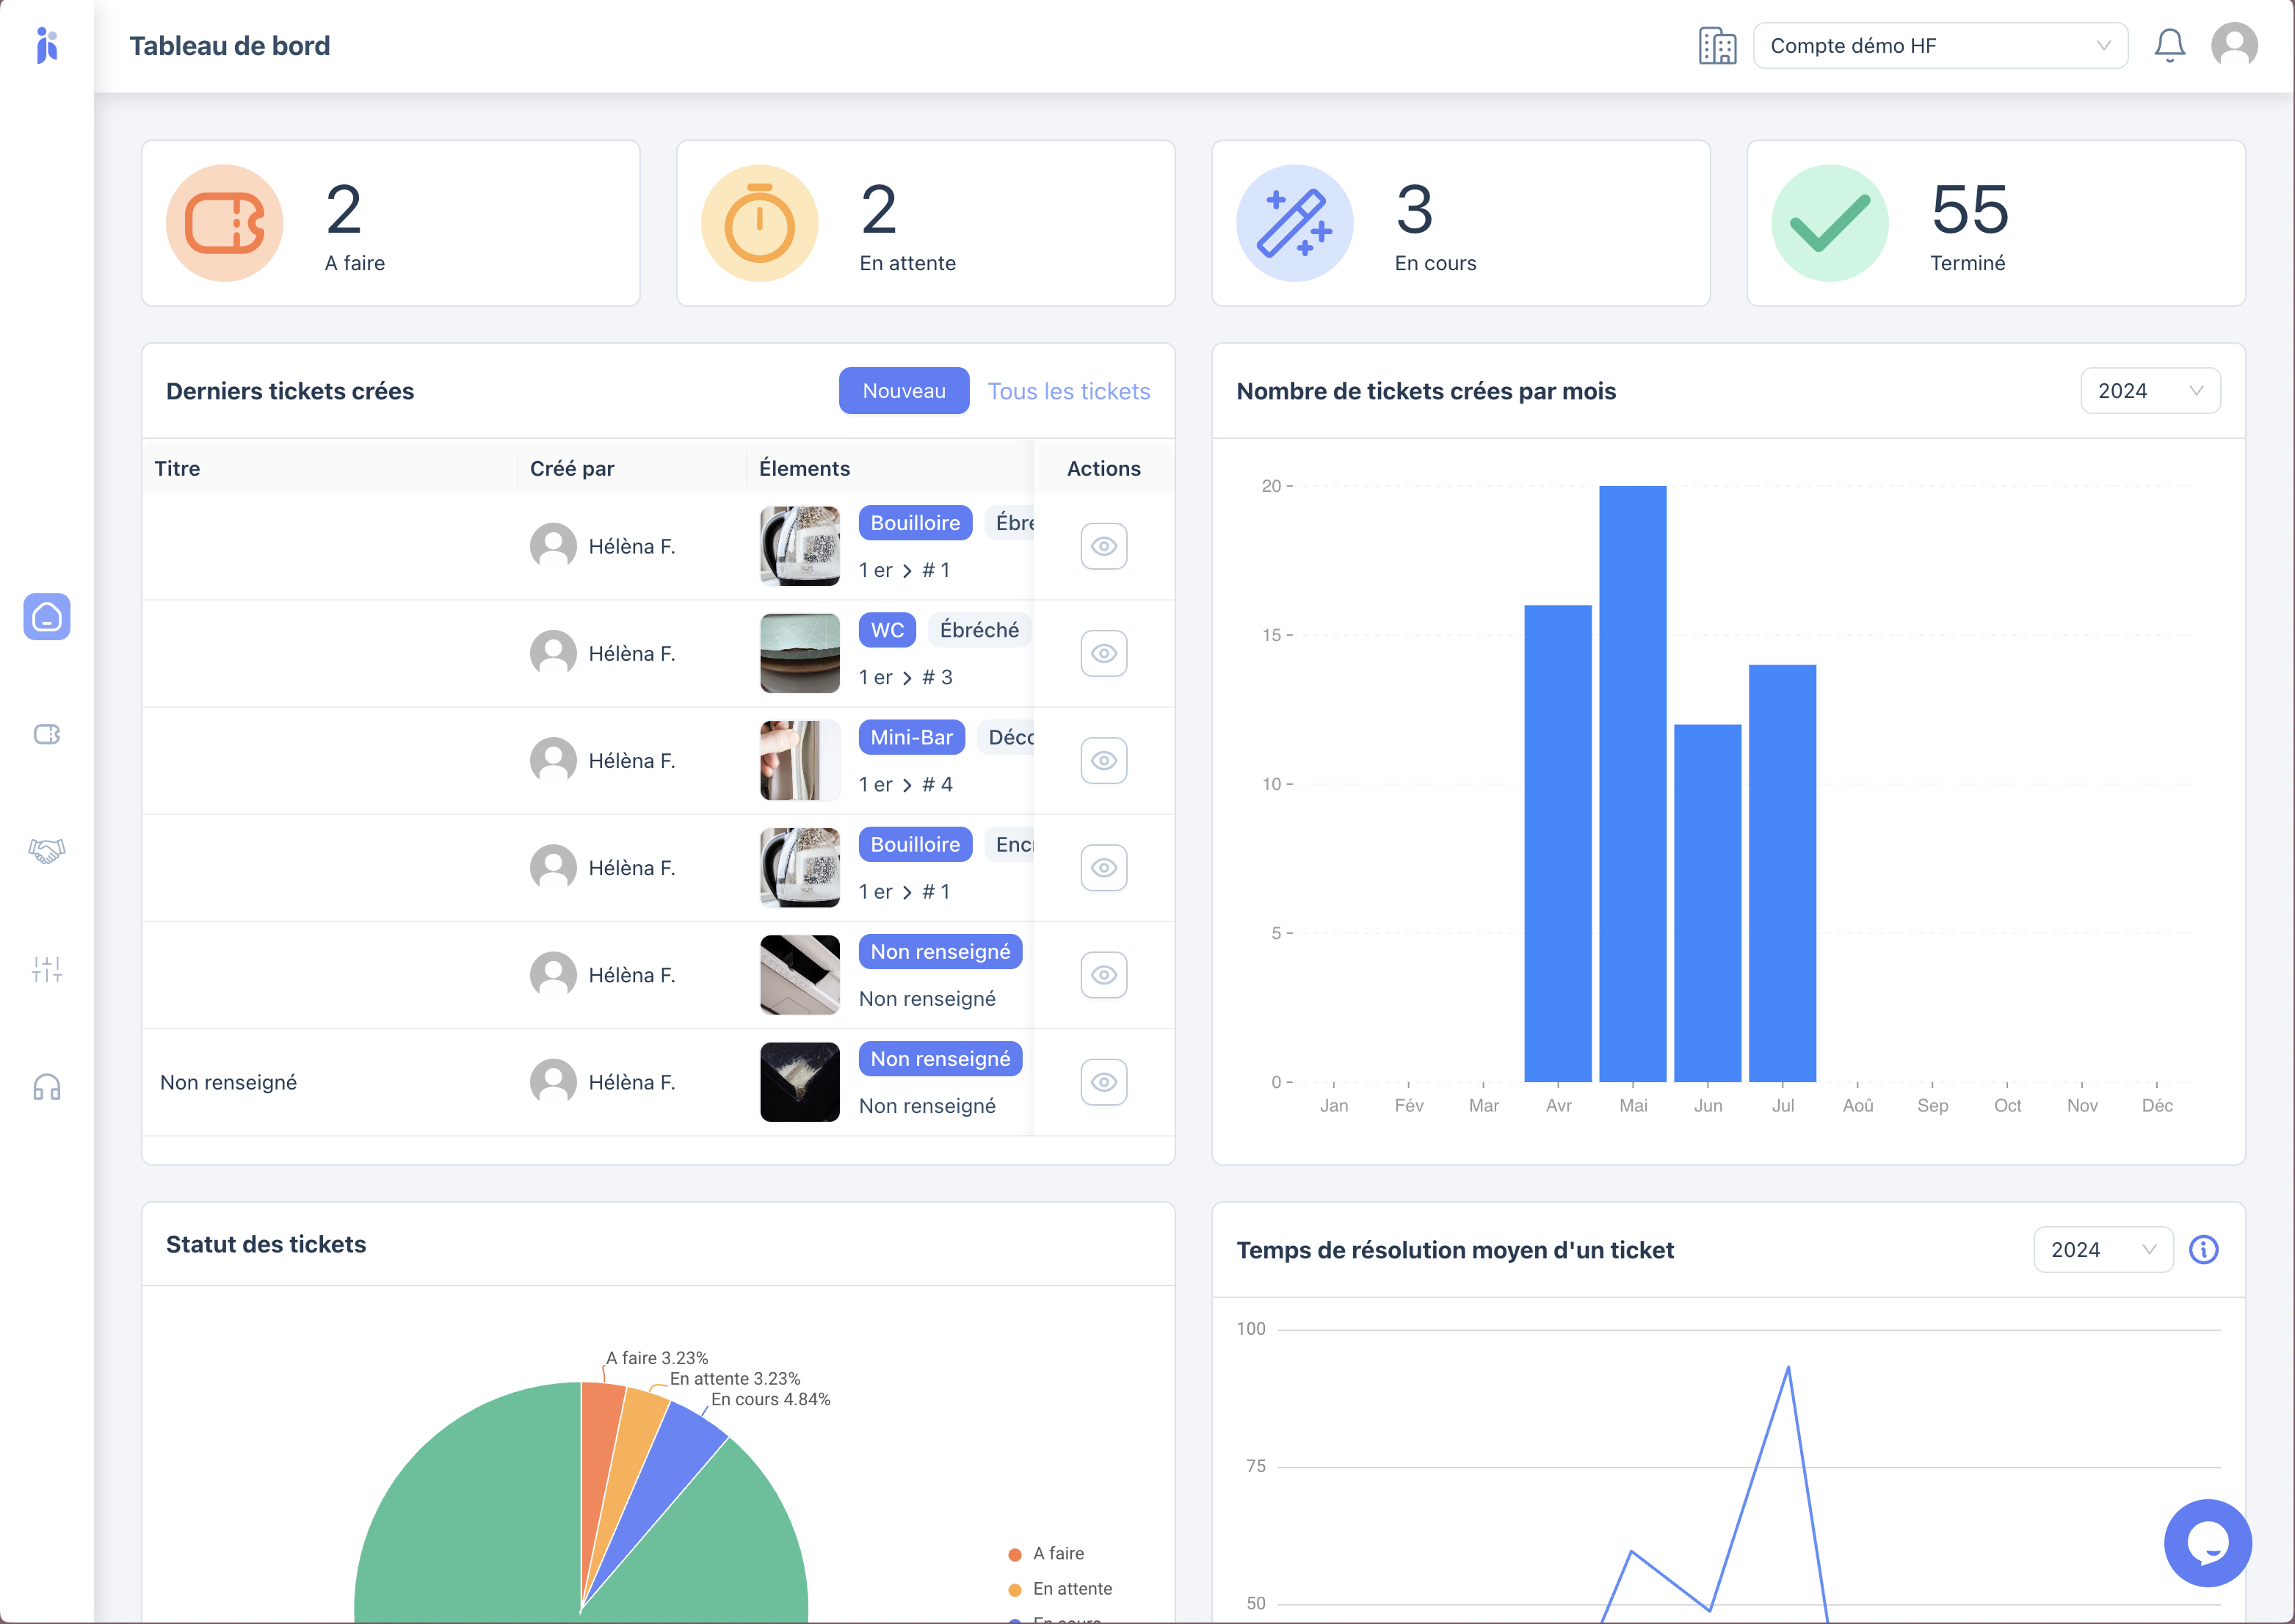 Tableau de bord
Compte démo HF
2
A faire
2
En attente
3
En cours
55
Terminé
Derniers tickets crées
Nouveau
Tous les tickets
Titre
Créé par
Élements
Actions
Hélèna F.
Bouilloire
1 er > # 1
Hélèna F.
WC
Ébréché
1 er > # 3
Hélèna F.
Mini-Bar
1 er > # 4
Hélèna F.
Bouilloire
1 er > # 1
Hélèna F.
Non renseigné
Non renseigné
Non renseigné
Hélèna F.
Non renseigné
Non renseigné
Nombre de tickets crées par mois
2024
20
15
10
5
0
Jan Fév Mar Avr Mai Jun Jul Aoû Sep Oct Nov Déc
Statut des tickets
A faire 3.23%
En attente 3.23%
En cours 4.84%
A faire
En attente
Temps de résolution moyen d'un ticket
2024
100
75
50